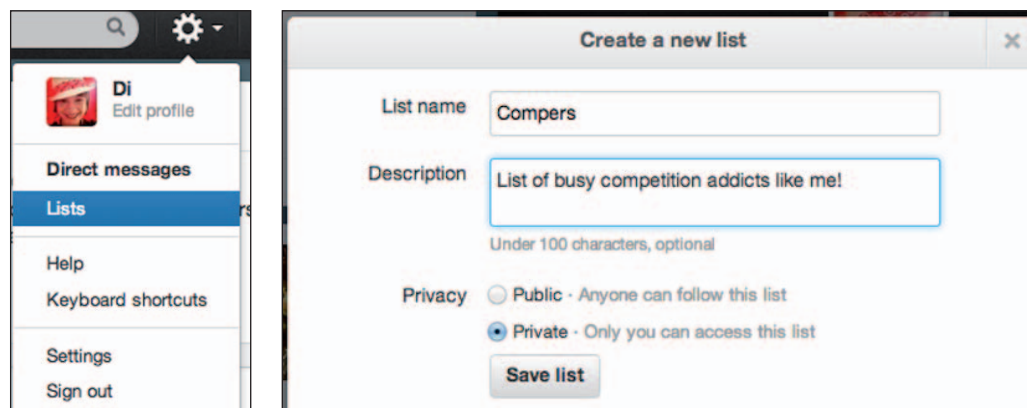 Di
Edit profile
Direct messages
Lists
Help
Keyboard shortcuts
Settings
Sign out
Create a new list
List name
Compers
Description
List of busy competition addicts like me!
Under 100 characters, optional
Privacy
Public · Anyone can follow this list
Private · Only you can access this list
Save list